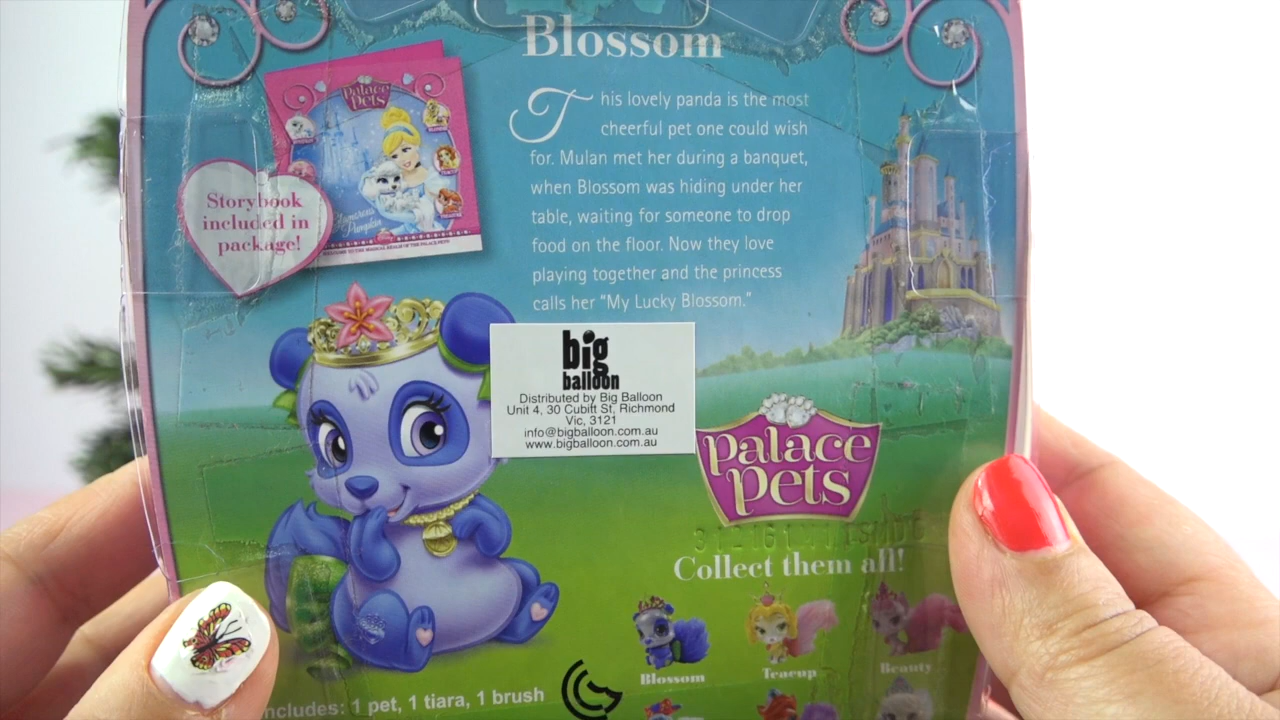 Blossom
This lovely panda is the most
cheerful pet one could wish
for. Mulan met her during a banquet,
when Blossom was hiding under her
table, waiting for someone to drop
food on the floor. Now they love
playing together and the princess
calls her "My Lucky Blossom."
Palace
Pets
Storybook
included in
package!
big
balloon
Distributed by Big Balloon
Unit 4, 30 Cubitt St, Richmond
Vic, 3121
info@bigballoon.com.au
www.bigballoon.com.au
Palace
Pets
Collect them all!
Blossom
Teacup
Beauty
ncludes: 1 pet, 1 tiara, 1 brush